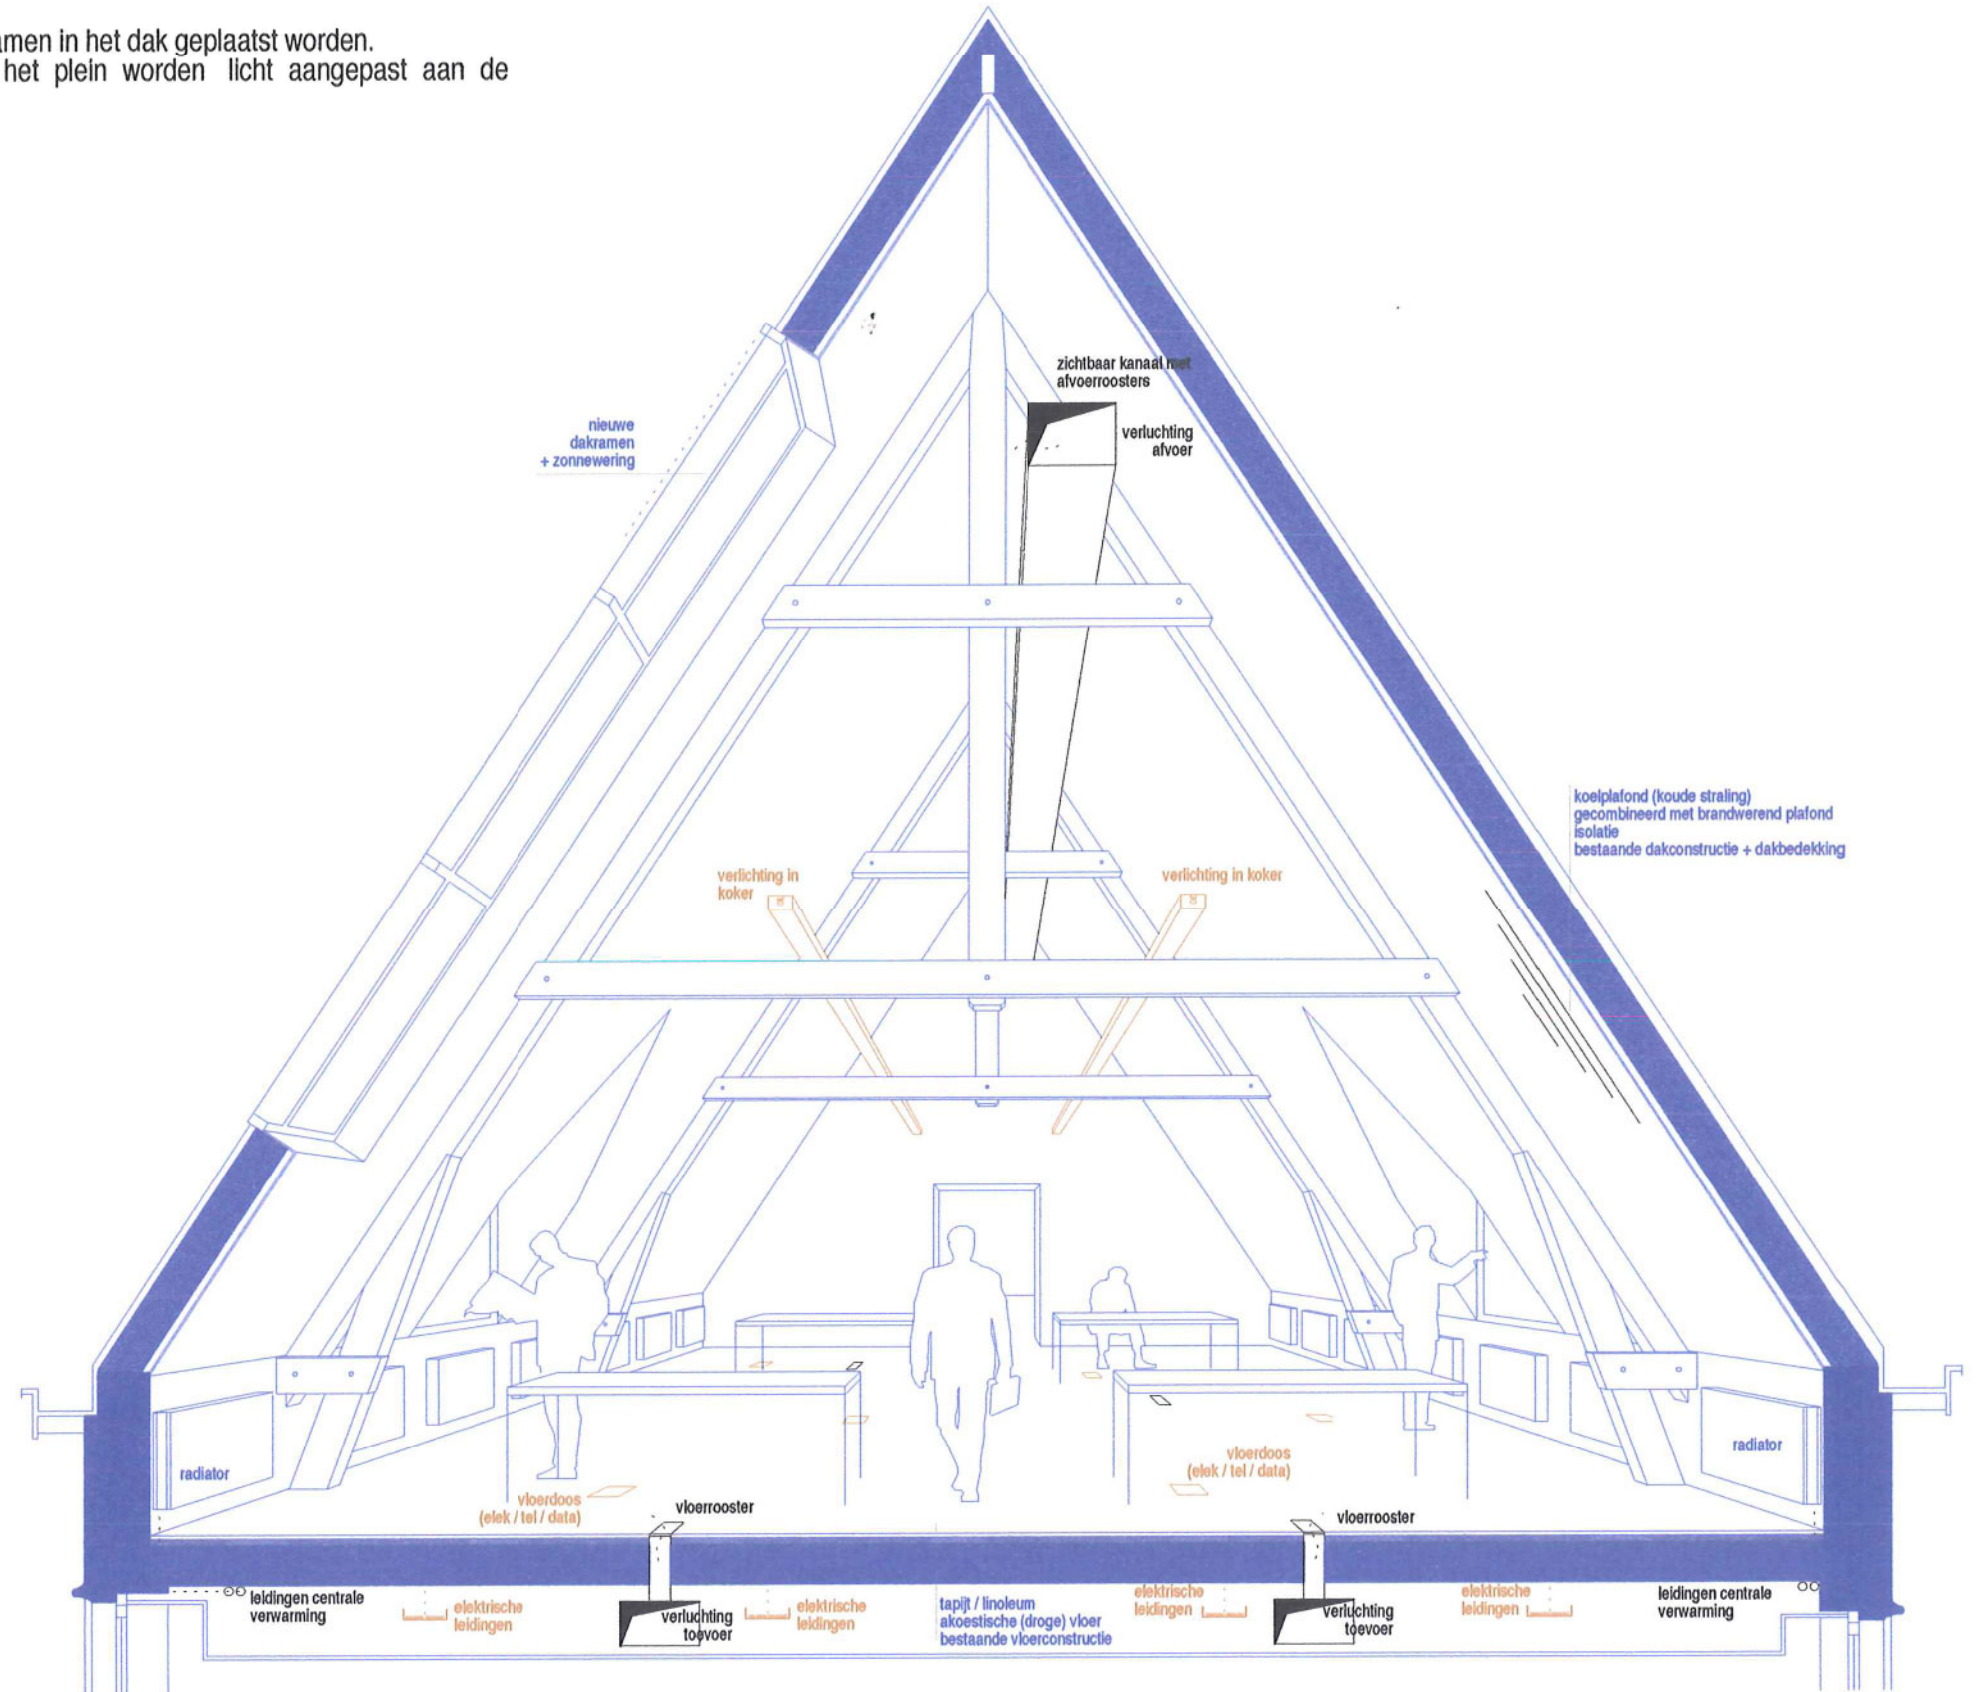 amen in het dak geplaatst worden.
het plein worden licht aangepast aan de
zichtbaar kanaal met
afvoerroosters
verluchting
afvoer
nieuwe
dakramen
+ zonnewering
koelplafond (koude straling)
gecombineerd met brandwerend plafond
isolatie
bestaande dakconstructie + dakbedekking
verlichting in
koker
verlichting in koker
radiator
radiator
vloerdoos
(elek / tel / data)
vloerdoos
(elek / tel / data)
vloerrooster
vloerrooster
leidingen centrale
verwarming
elektrische
leidingen
verluchting
toevoer
elektrische
leidingen
tapijt / linoleum
akoestische (droge) vloer
bestaande vloerconstructie
elektrische
leidingen
verluchting
toevoer
elektrische
leidingen
leidingen centrale
verwarming